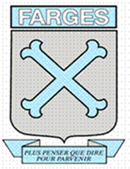 FARGES
PLUS PENSER QUE DIRE
POUR PARVENIR